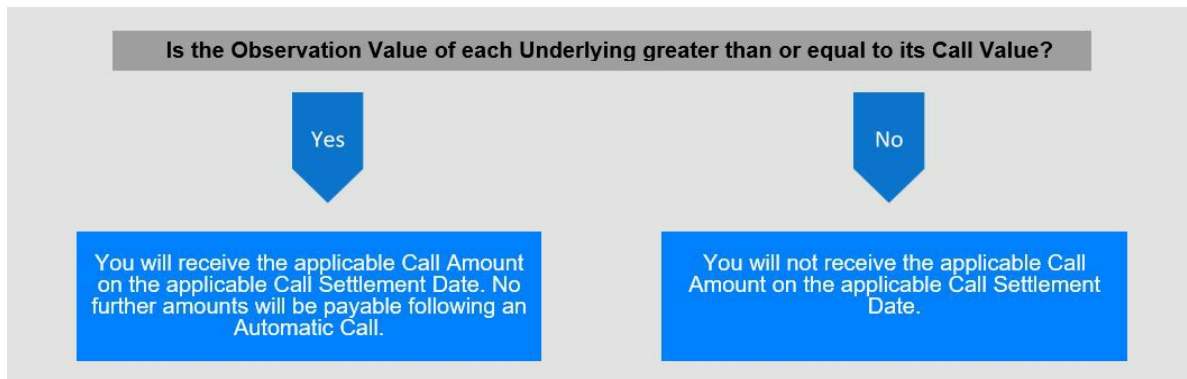 Is the Observation Value of each Underlying greater than or equal to its Call Value?
Yes
No
You will receive the applicable Call Amount
on the applicable Call Settlement Date. No
further amounts will be payable following an
Automatic Call.
You will not receive the applicable Call
Amount on the applicable Call Settlement
Date.